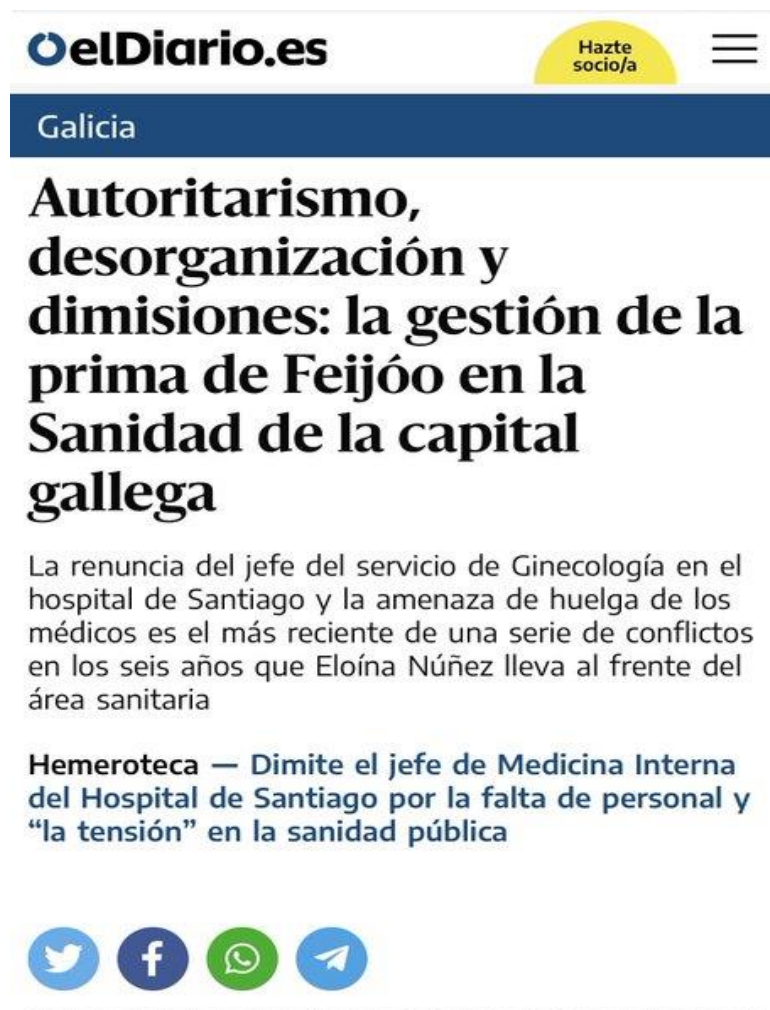 elDiario.es
Hazte
socio/a
Galicia
Autoritarismo,
desorganización y
dimisiones: la gestión de la
prima de Feijóo en la
Sanidad de la capital
gallega
La renuncia del jefe del servicio de Ginecología en el
hospital de Santiago y la amenaza de huelga de los
médicos es el más reciente de una serie de conflictos
en los seis años que Eloína Núñez lleva al frente del
área sanitaria
Hemeroteca — Dimite el jefe de Medicina Interna
del Hospital de Santiago por la falta de personal y
“la tensión” en la sanidad pública